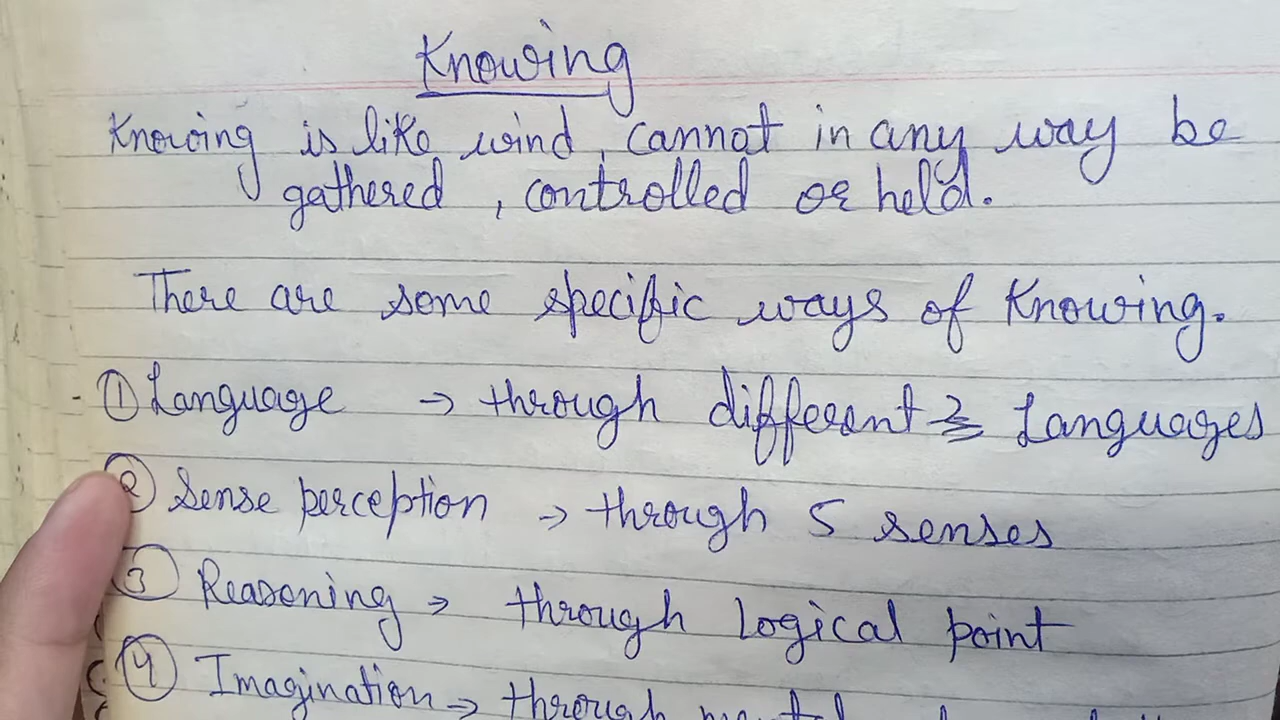 Knowing
Knowing is like wind, cannot in any way be
gathered, controlled or held.
There are some specific ways of Knowing.
① Language → through different Languages
② Sense perception → through 5 senses
③ Reasoning → through logical point
④ Imagination → through mental